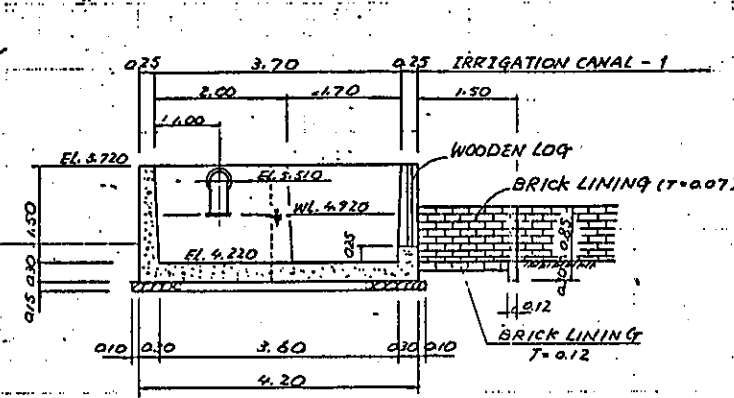 0.25 3.70 0.25 IRRIGATION CANAL - 1
2.00 1.70 1.50
1.00
WOODEN LOG
EL. 5.720
EL. 5.510
BRICK LINING (T=0.07)
WL. 4.920
1.50
EL. 4.220
0.25
0.85
0.30
0.15
0.12
BRICK LINING
T=0.12
0.10 0.30 3.60 0.30 0.10
4.20